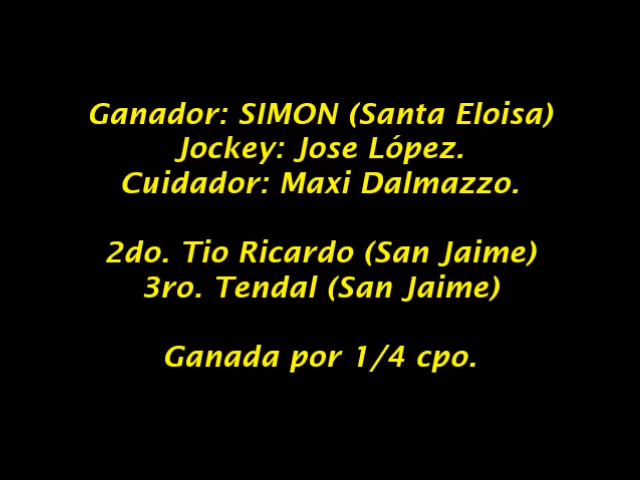 Ganador: SIMON (Santa Eloisa)
Jockey: Jose López.
Cuidador: Maxi Dalmazzo.
2do. Tio Ricardo (San Jaime)
3ro. Tendal (San Jaime)
Ganada por 1/4 cpo.